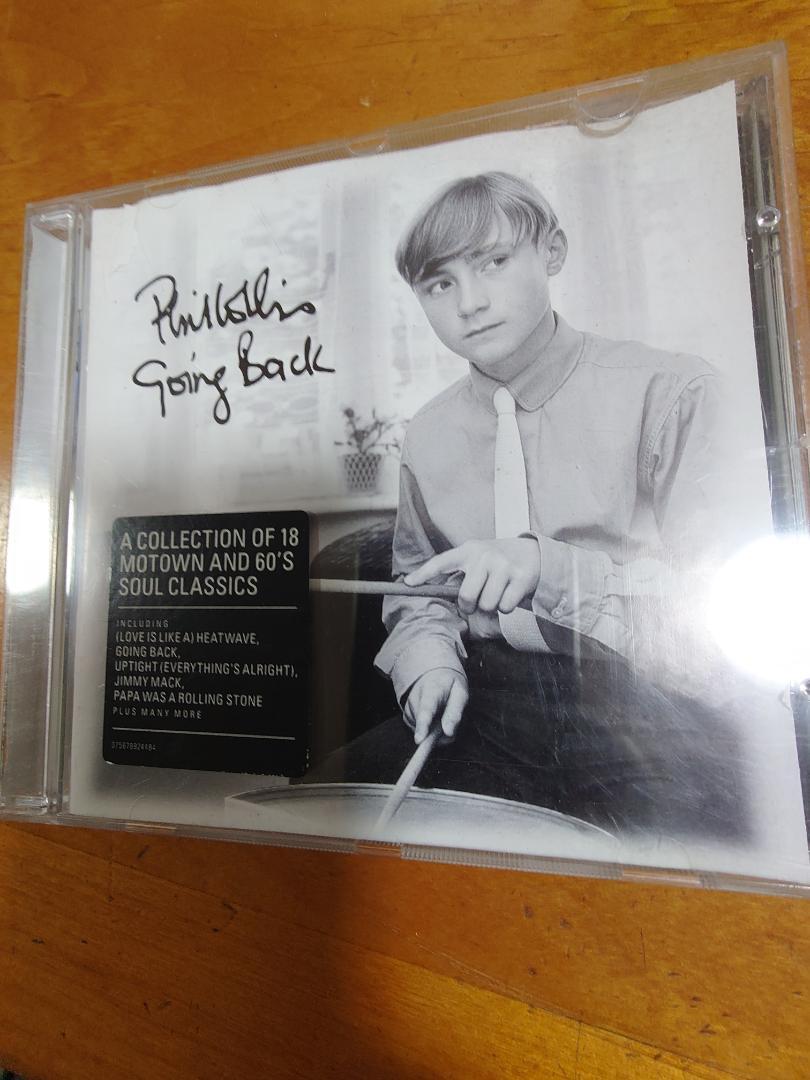 Phil Collins
Going Back
A COLLECTION OF 18
MOTOWN AND 60'S
SOUL CLASSICS
INCLUDING
(LOVE IS LIKE A) HEATWAVE,
GOING BACK,
UPTIGHT (EVERYTHING'S ALRIGHT),
JIMMY MACK,
PAPA WAS A ROLLING STONE
PLUS MANY MORE